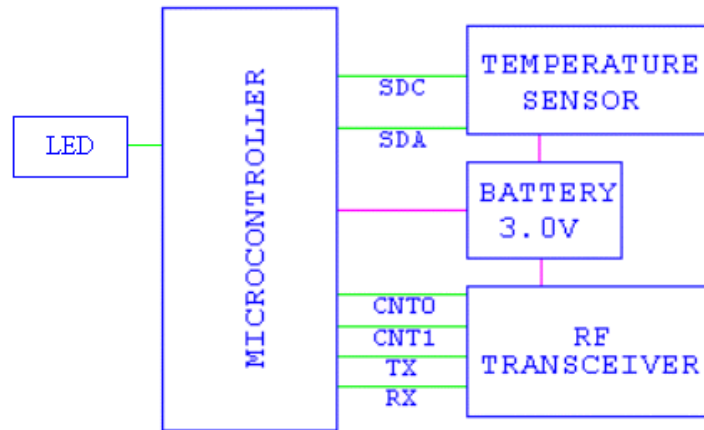 LED
MICROCONTROLLER
SDC
SDA
TEMPERATURE
SENSOR
BATTERY
3.0V
CNT0
CNT1
TX
RX
RF
TRANSCEIVER